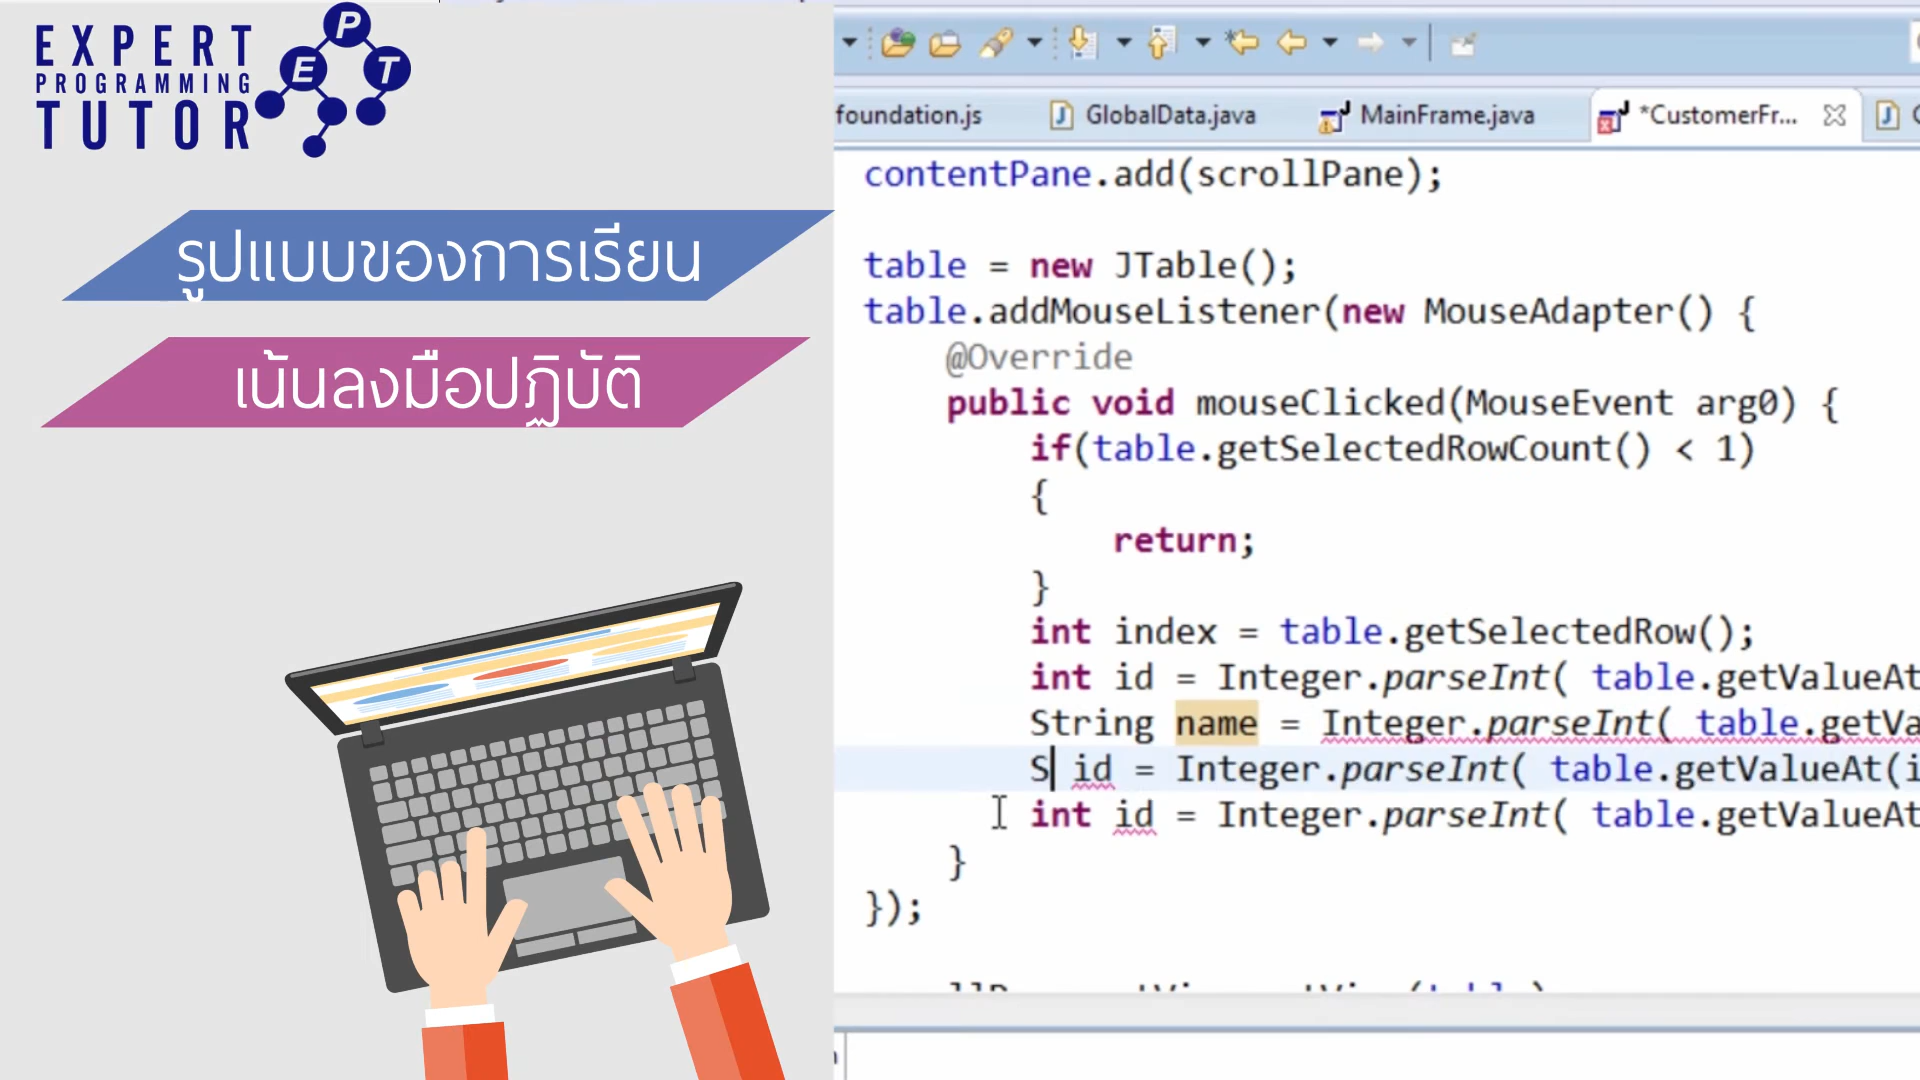 EXPERT
PROGRAMMING
TUTOR
P
E T
รูปแบบของการเรียน
เน้นลงมือปฏิบัติ
foundation.js GlobalData.java MainFrame.java *CustomerFr...
contentPane.add(scrollPane);
table = new JTable();
table.addMouseListener(new MouseAdapter() {
@Override
public void mouseClicked(MouseEvent arg0) {
if(table.getSelectedRowCount() < 1)
{
return;
}
int index = table.getSelectedRow();
int id = Integer.parseInt( table.getValueAt
String name = Integer.parseInt( table.getVa
S id = Integer.parseInt( table.getValueAt(i
int id = Integer.parseInt( table.getValueAt
}
});